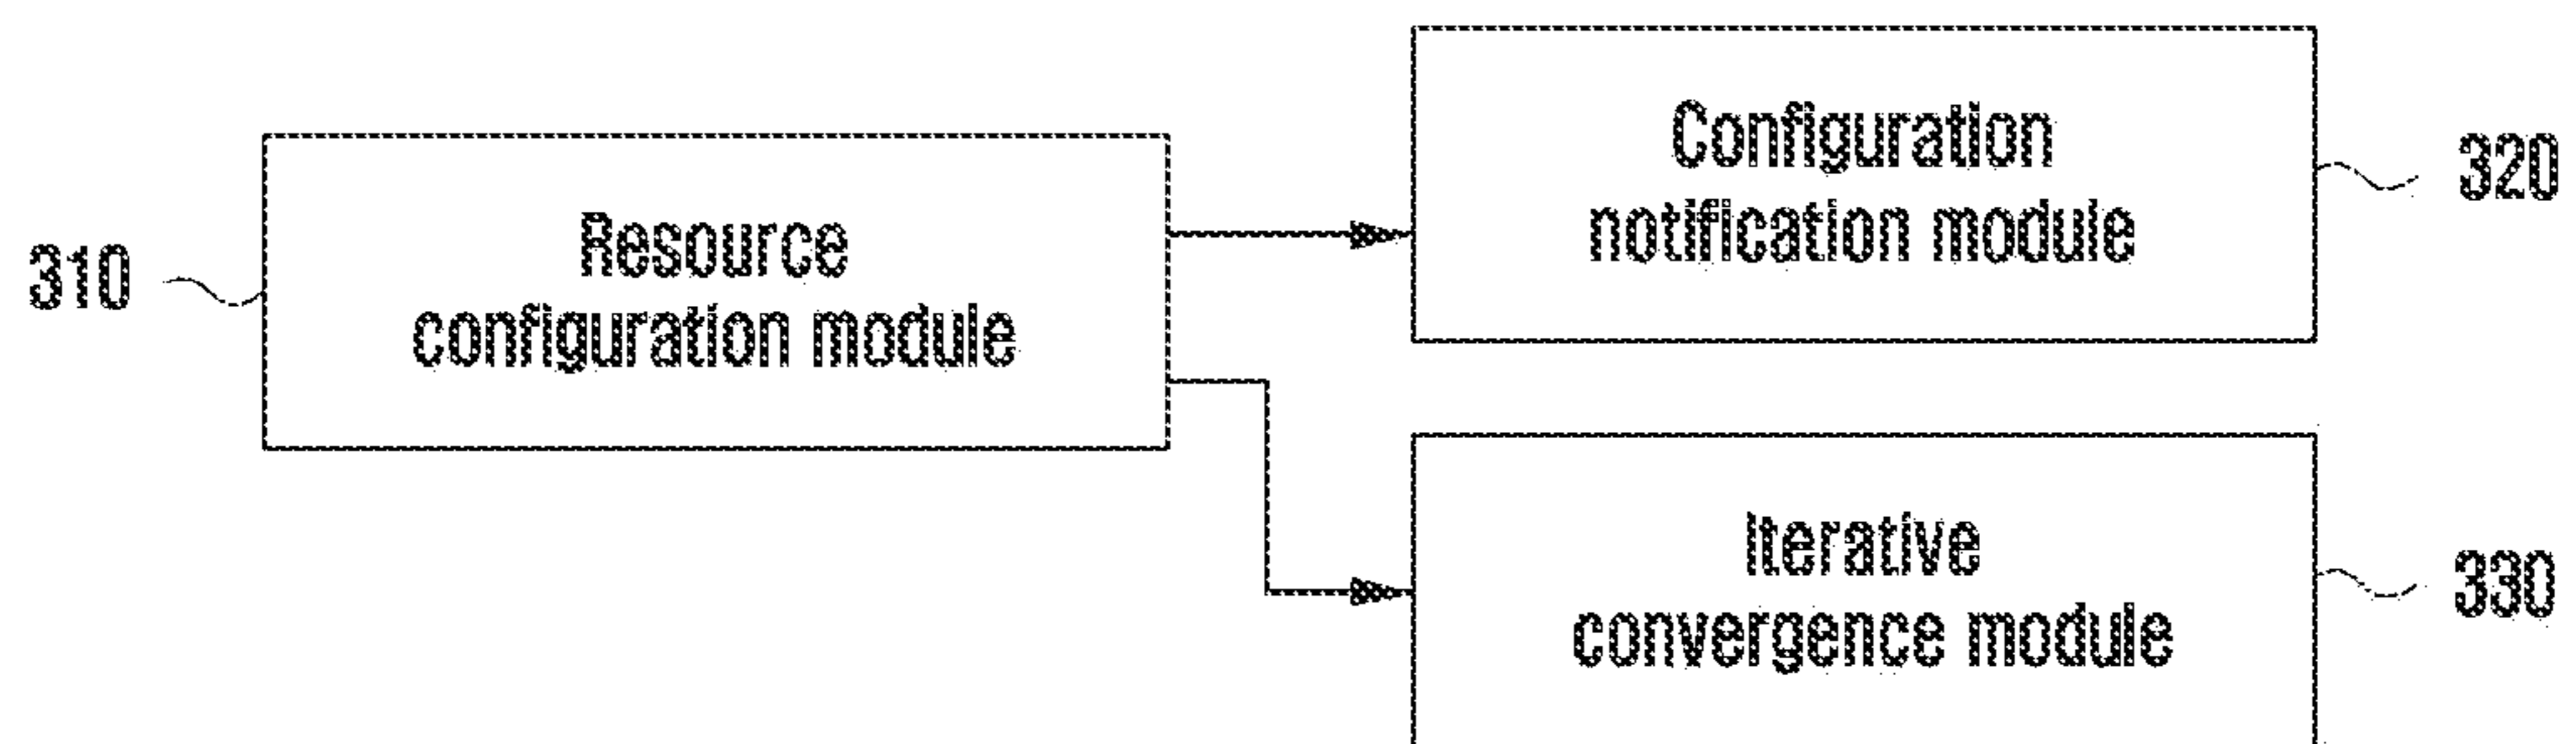 310
Resource
configuration module
Configuration
notification module
320
Iterative
convergence module
330